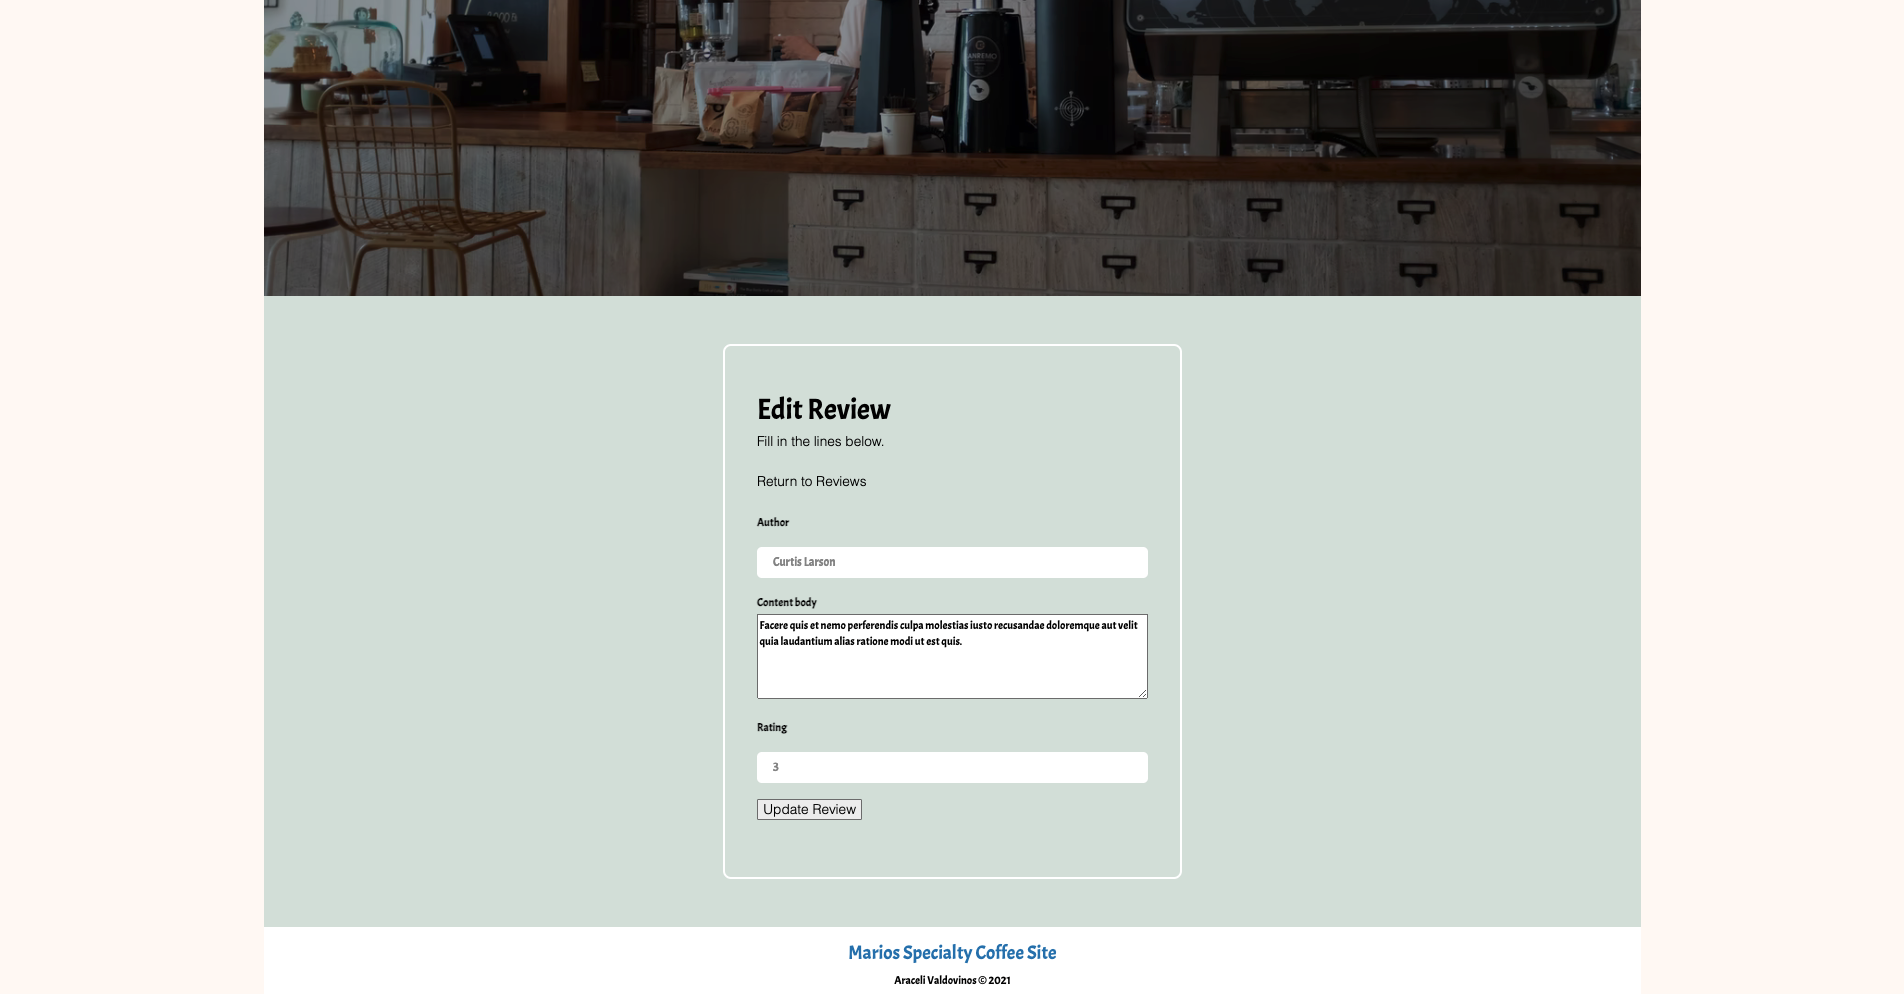 Edit Review
Fill in the lines below.
Return to Reviews
Author
Curtis Larson
Content body
Facere quis et nemo perferendis culpa molestias iusto recusandae doloremque aut velit
quia laudantium alias ratione modi ut est quis.
Rating
3
Update Review
Marios Specialty Coffee Site
Araceli Valdovinos © 2021